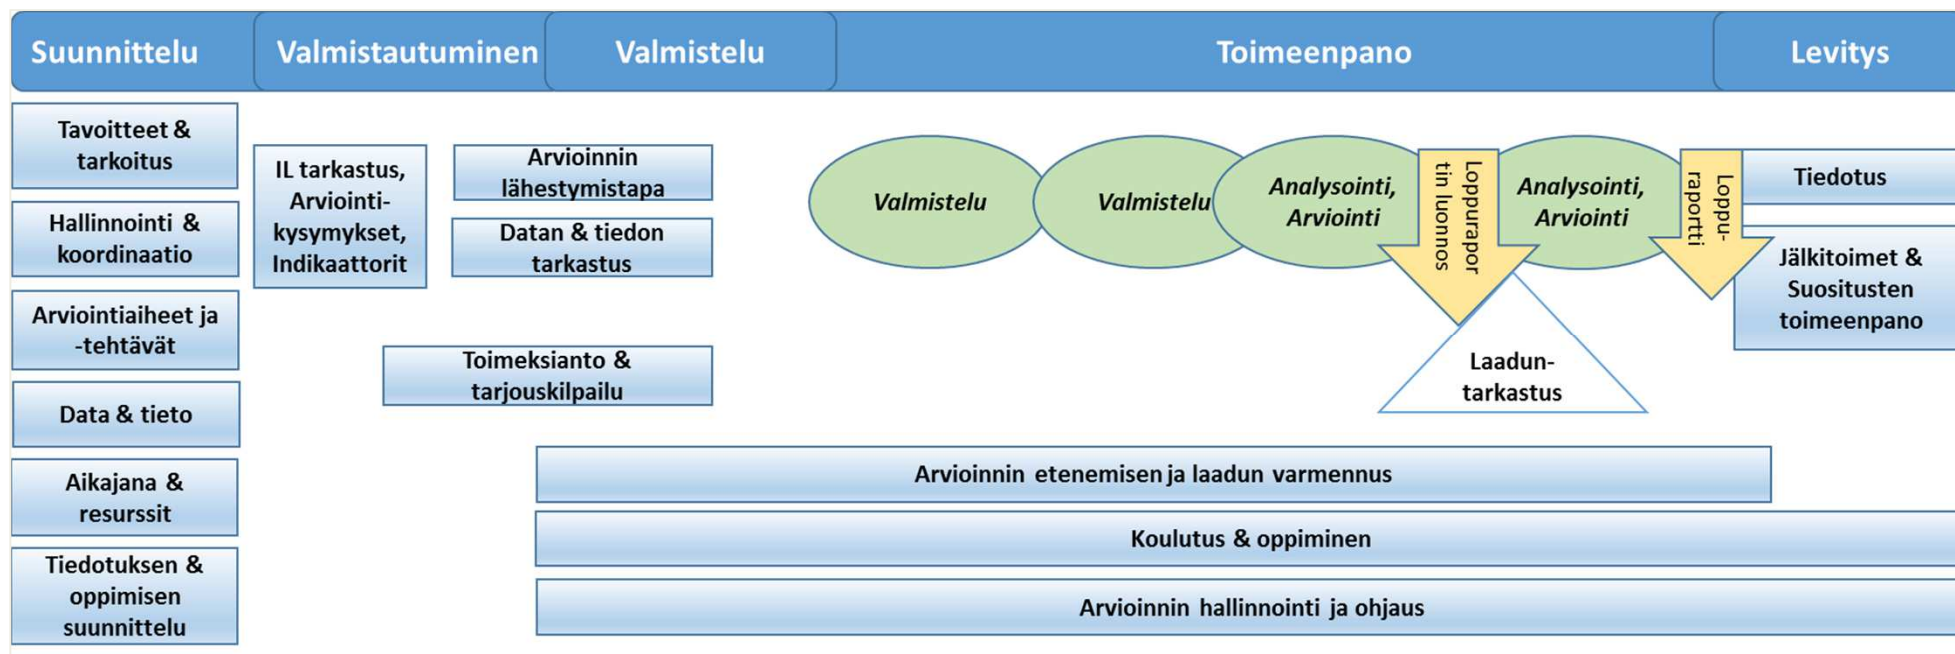 Suunnittelu
Valmistautuminen
Valmistelu
Toimeenpano
Levitys
Tavoitteet &
tarkoitus
Hallinnointi &
koordinaatio
Arviointiaiheet ja
-tehtävät
Data & tieto
Aikajana &
resurssit
Tiedotuksen &
oppimisen
suunnittelu
IL tarkastus,
Arviointi-
kysymykset,
Indikaattorit
Arvioinnin
lähestymistapa
Datan & tiedon
tarkastus
Toimeksianto &
tarjouskilpailu
Valmistelu
Valmistelu
Analysointi,
Arviointi
Loppurapor
tin luonnos
Analysointi,
Arviointi
Loppu-
raportti
Laadun-
tarkastus
Tiedotus
Jälkitoimet &
Suositusten
toimeenpano
Arvioinnin etenemisen ja laadun varmennus
Koulutus & oppiminen
Arvioinnin hallinnointi ja ohjaus